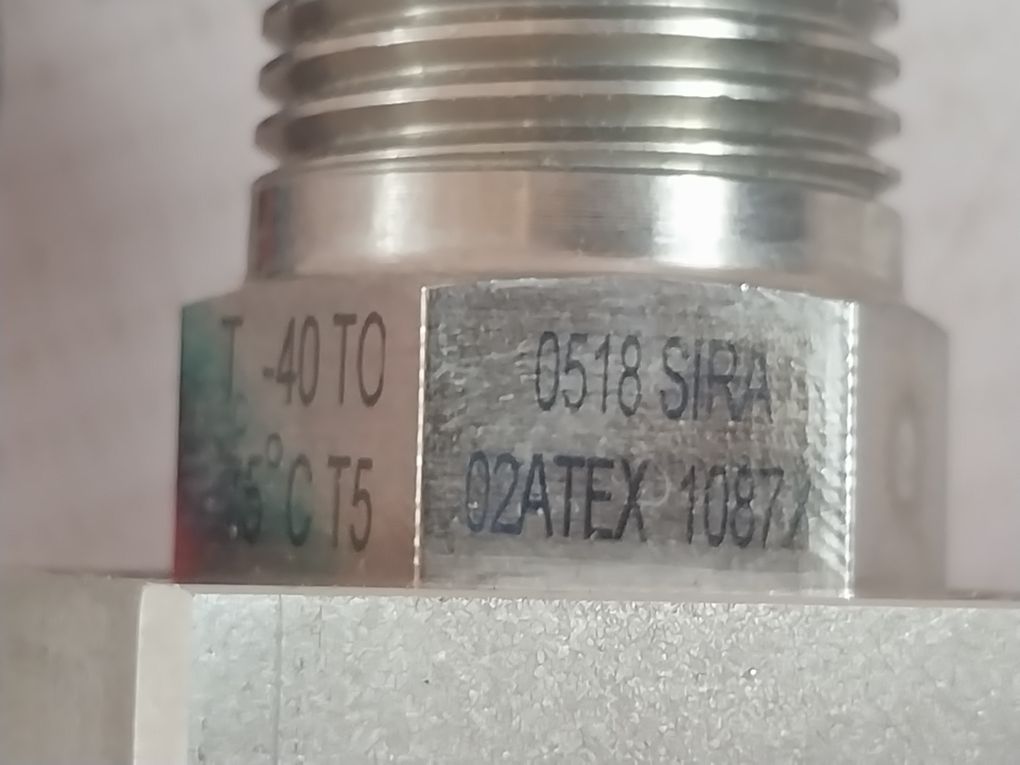 T. -40 TO
5°C T5
0518 SIRA
02ATEX 1087X